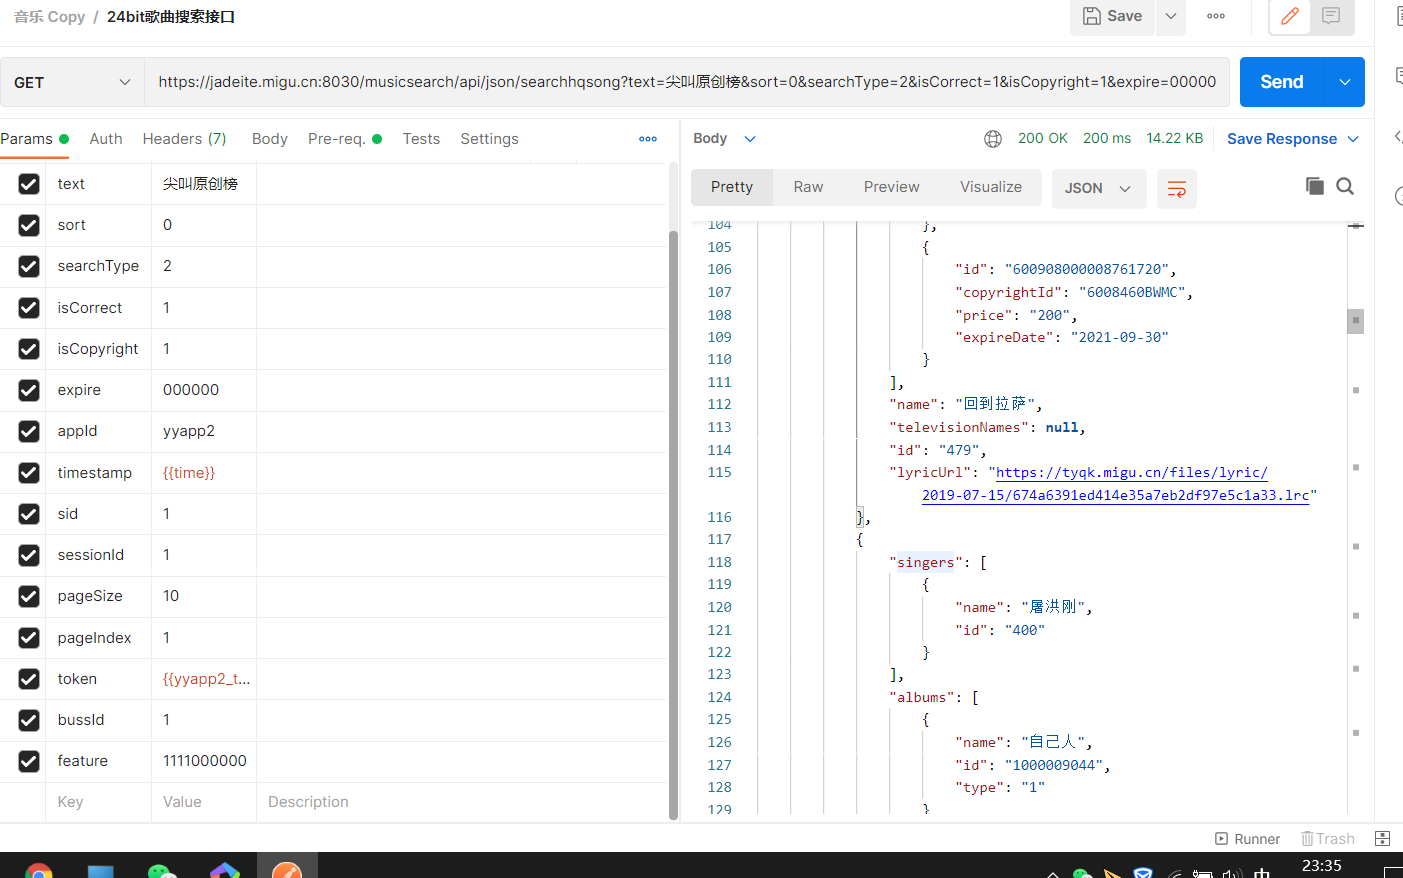 音乐 Copy / 24bit歌曲搜索接口
Save
GET
https://jadeite.migu.cn:8030/musicsearch/api/json/searchhqsong?text=尖叫原创榜&sort=0&searchType=2&isCorrect=1&isCopyright=1&expire=00000
Send
Params Auth Headers (7) Body Pre-req. Tests Settings
text 尖叫原创榜
sort 0
searchType 2
isCorrect 1
isCopyright 1
expire 000000
appId yyapp2
timestamp {{time}}
sid 1
sessionId 1
pageSize 10
pageIndex 1
token {{yyapp2_t...
bussId 1
feature 1111000000
Key Value Description
Body 200 OK 200 ms 14.22 KB Save Response
Pretty Raw Preview Visualize JSON
104 },
105 {
106 "id": "600908000008761720",
107 "copyrightId": "6008460BWMC",
108 "price": "200",
109 "expireDate": "2021-09-30"
110 }
111 ],
112 "name": "回到拉萨",
113 "televisionNames": null,
114 "id": "479",
115 "lyricUrl": "https://tyqk.migu.cn/files/lyric/
2019-07-15/674a6391ed414e35a7eb2df97e5c1a33.lrc"
116 },
117 {
118 "singers": [
119 {
120 "name": "屠洪刚",
121 "id": "400"
122 }
123 ],
124 "albums": [
125 {
126 "name": "自己人",
127 "id": "1000009044",
128 "type": "1"
129 }
Runner Trash
中 23:35